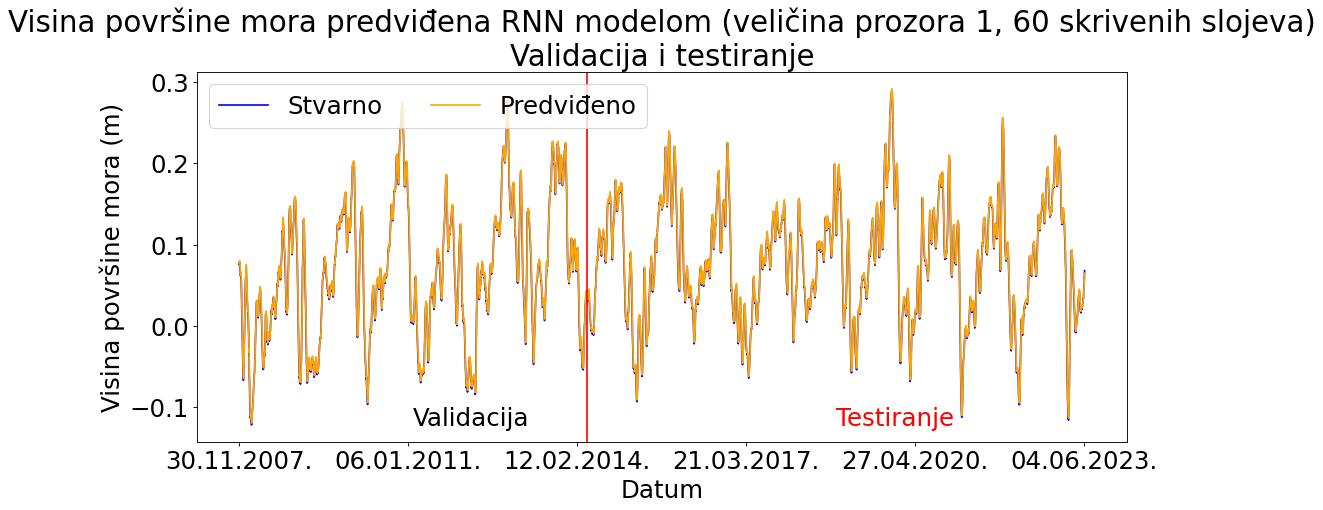 Visina površine mora predviđena RNN modelom (veličina prozora 1, 60 skrivenih slojeva)
Validacija i testiranje
Stvarno Predviđeno
Visina površine mora (m)
0.3
0.2
0.1
0.0
−0.1
Validacija Testiranje
30.11.2007. 06.01.2011. 12.02.2014. 21.03.2017. 27.04.2020. 04.06.2023.
Datum